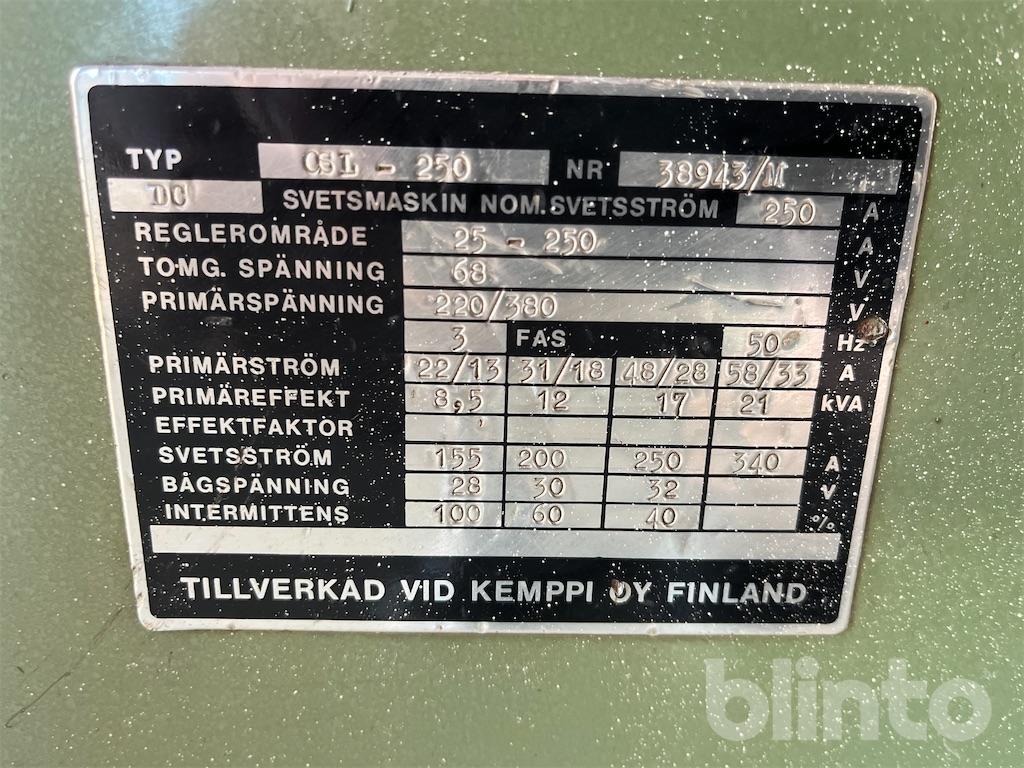 TYP CSL - 250 NR 38943/M
DC SVETSMASKIN NOM.SVETSSTRÖM 250 A
REGLEROMRÅDE 25 - 250 A
TOMG. SPÄNNING 68 V
PRIMÄRSPÄNNING 220/380 V
3 FAS 50 Hz
PRIMÄRSTRÖM 22/13 31/18 48/28 58/33 A
PRIMÄREFFEKT 8,5 12 17 21 kVA
EFFEKTFAKTOR
SVETSSTRÖM 155 200 250 340 A
BÅGSPÄNNING 28 30 32 V
INTERMITTENS 100 60 40 %
TILLVERKAD VID KEMPPI OY FINLAND
blinto